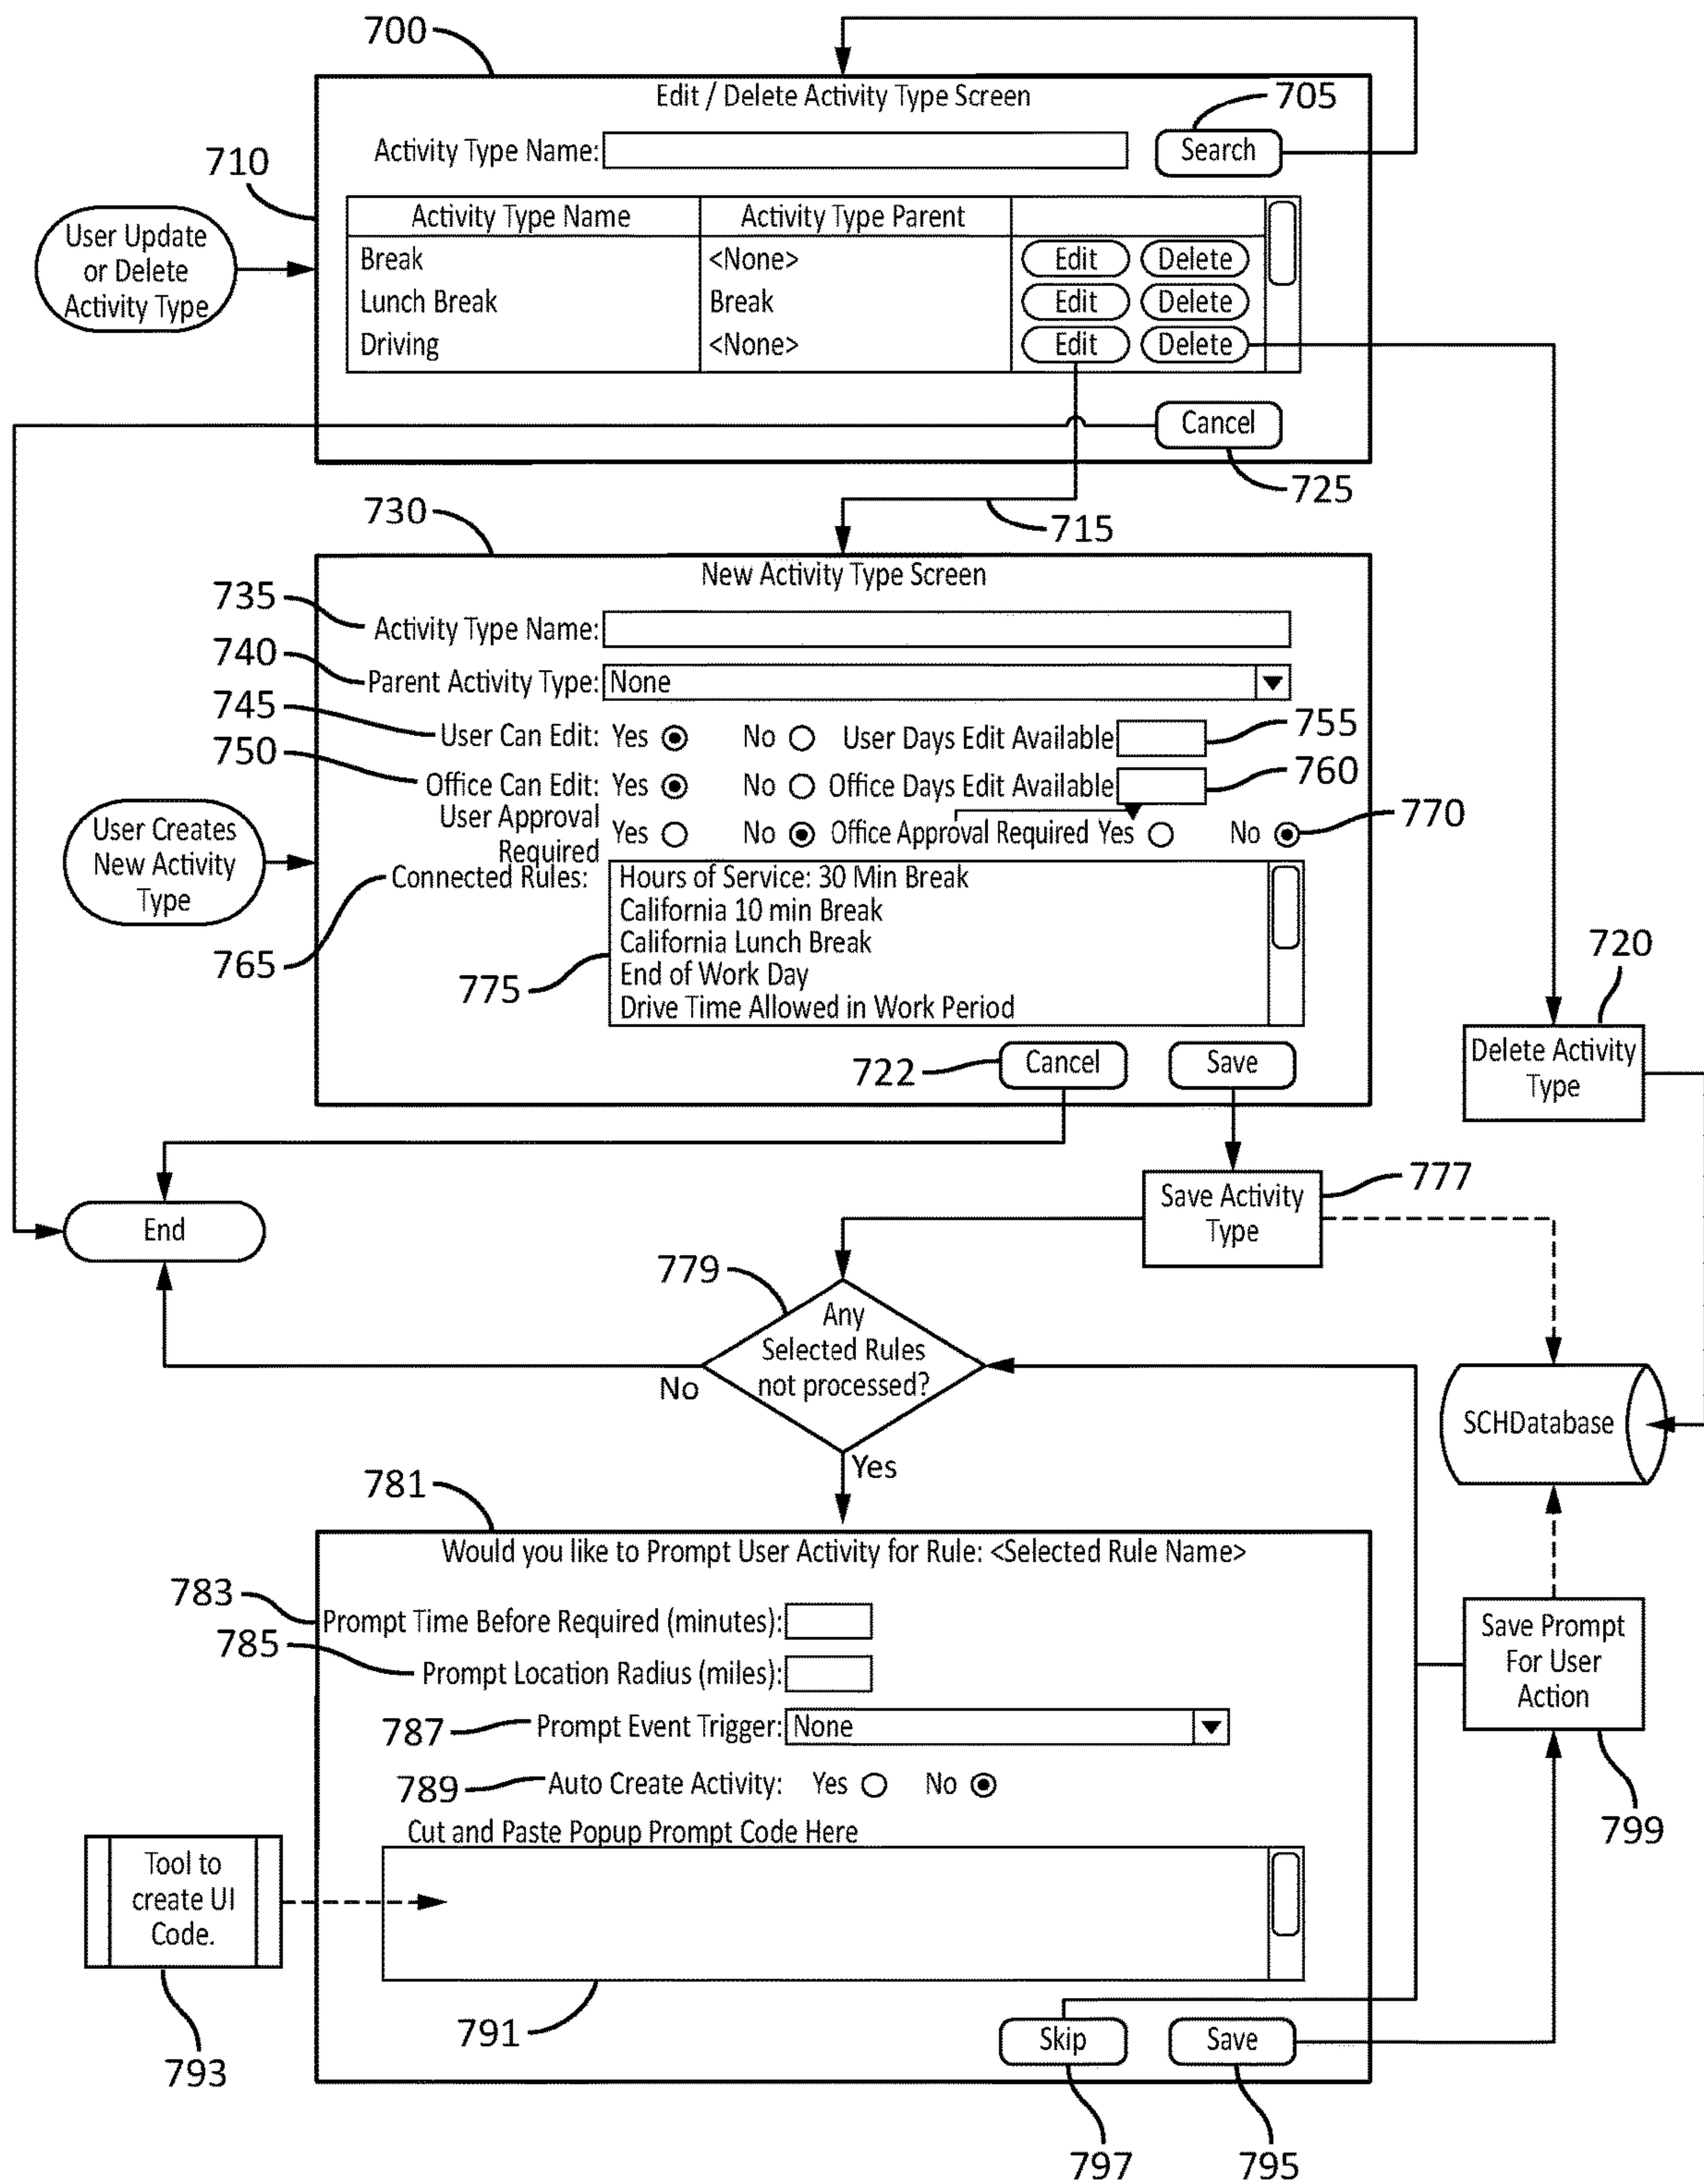 700
Edit / Delete Activity Type Screen
705
Activity Type Name:
Search
710
User Update
or Delete
Activity Type
Activity Type Name Activity Type Parent
Break <None> Edit Delete
Lunch Break Break Edit Delete
Driving <None> Edit Delete
Cancel
725
715
730
New Activity Type Screen
735
Activity Type Name:
740
Parent Activity Type: None
745
User Can Edit: Yes No User Days Edit Available
755
750
Office Can Edit: Yes No Office Days Edit Available
760
User Creates
New Activity
Type
User Approval
Required
Yes No Office Approval Required Yes No
770
Connected Rules:
765
Hours of Service: 30 Min Break
California 10 min Break
California Lunch Break
End of Work Day
Drive Time Allowed in Work Period
775
722
Cancel
Save
720
Delete Activity
Type
777
Save Activity
Type
End
779
Any
Selected Rules
not processed?
No
Yes
SCHDatabase
781
Would you like to Prompt User Activity for Rule: <Selected Rule Name>
783
Prompt Time Before Required (minutes):
785
Prompt Location Radius (miles):
787
Prompt Event Trigger: None
789
Auto Create Activity: Yes No
Save Prompt
For User
Action
799
Cut and Paste Popup Prompt Code Here
Tool to
create UI
Code.
793
791
Skip
Save
797
795